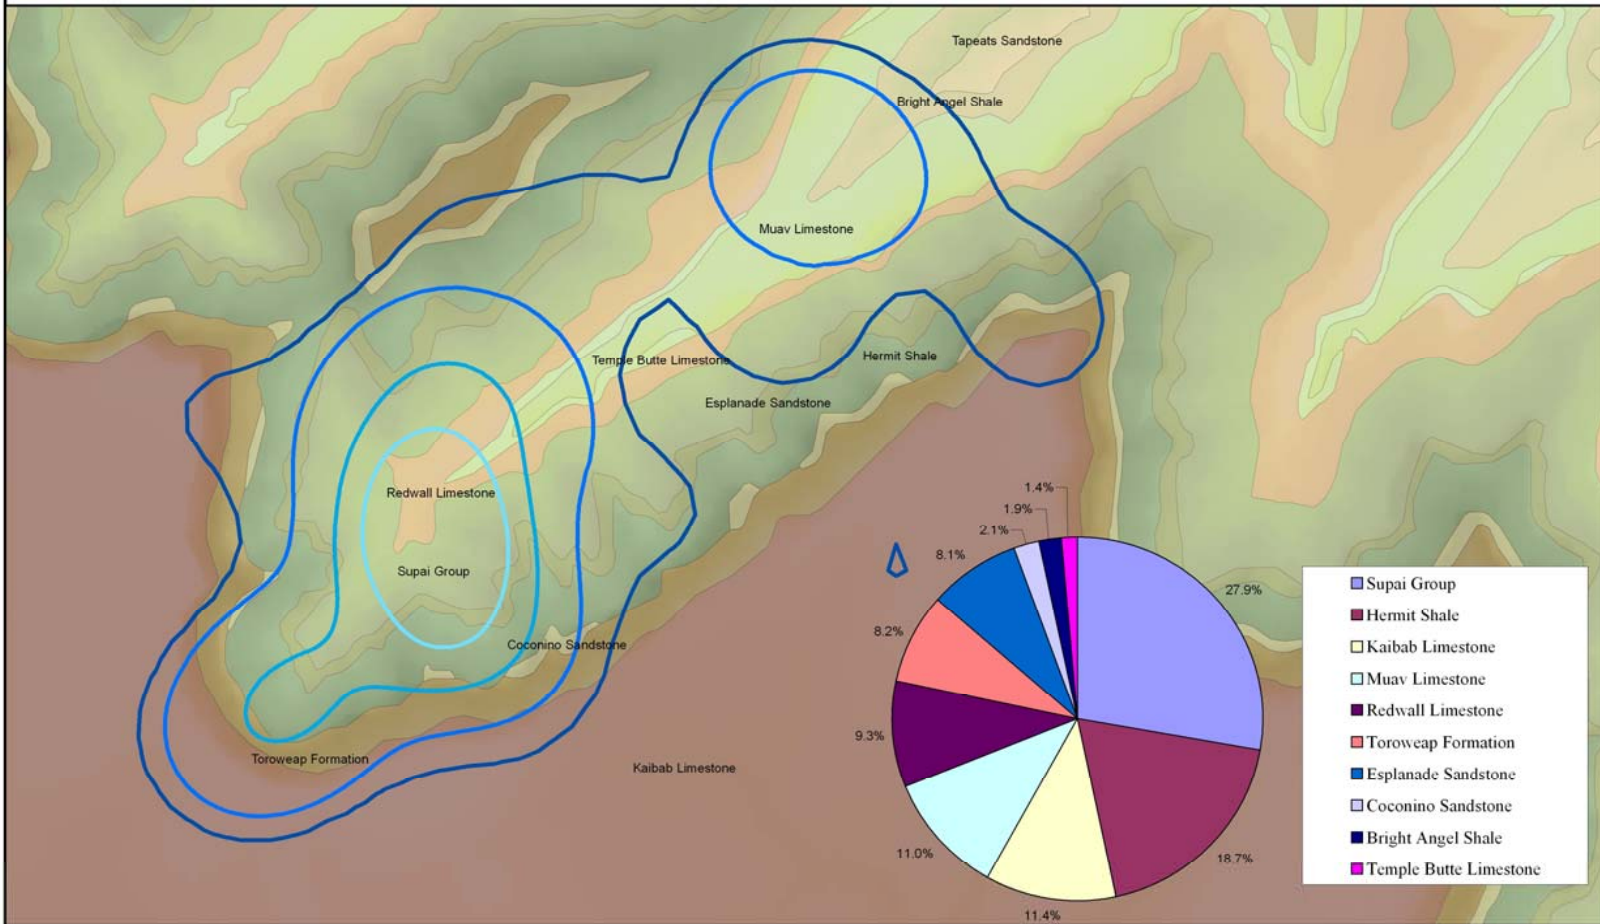 Tapeats Sandstone
Bright Angel Shale
Muav Limestone
Hermit Shale
Temple Butte Limestone
Esplanade Sandstone
Redwall Limestone
Supai Group
Coconino Sandstone
Toroweap Formation
Kaibab Limestone
1.4%
1.9%
2.1%
8.1%
27.9%
8.2%
9.3%
11.0%
18.7%
11.4%
Supai Group
Hermit Shale
Kaibab Limestone
Muav Limestone
Redwall Limestone
Toroweap Formation
Esplanade Sandstone
Coconino Sandstone
Bright Angel Shale
Temple Butte Limestone